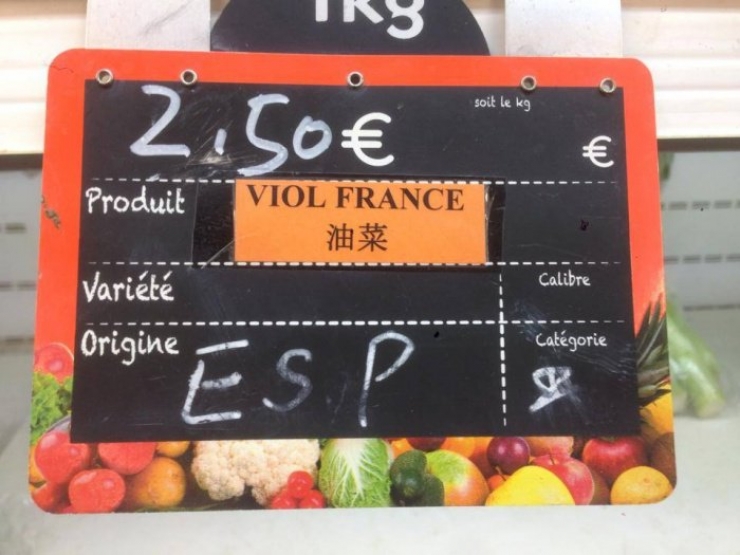 1kg
2,50€
soit le kg
€
Produit
VIOL FRANCE
油菜
Variété
Calibre
Origine
ESP
Catégorie